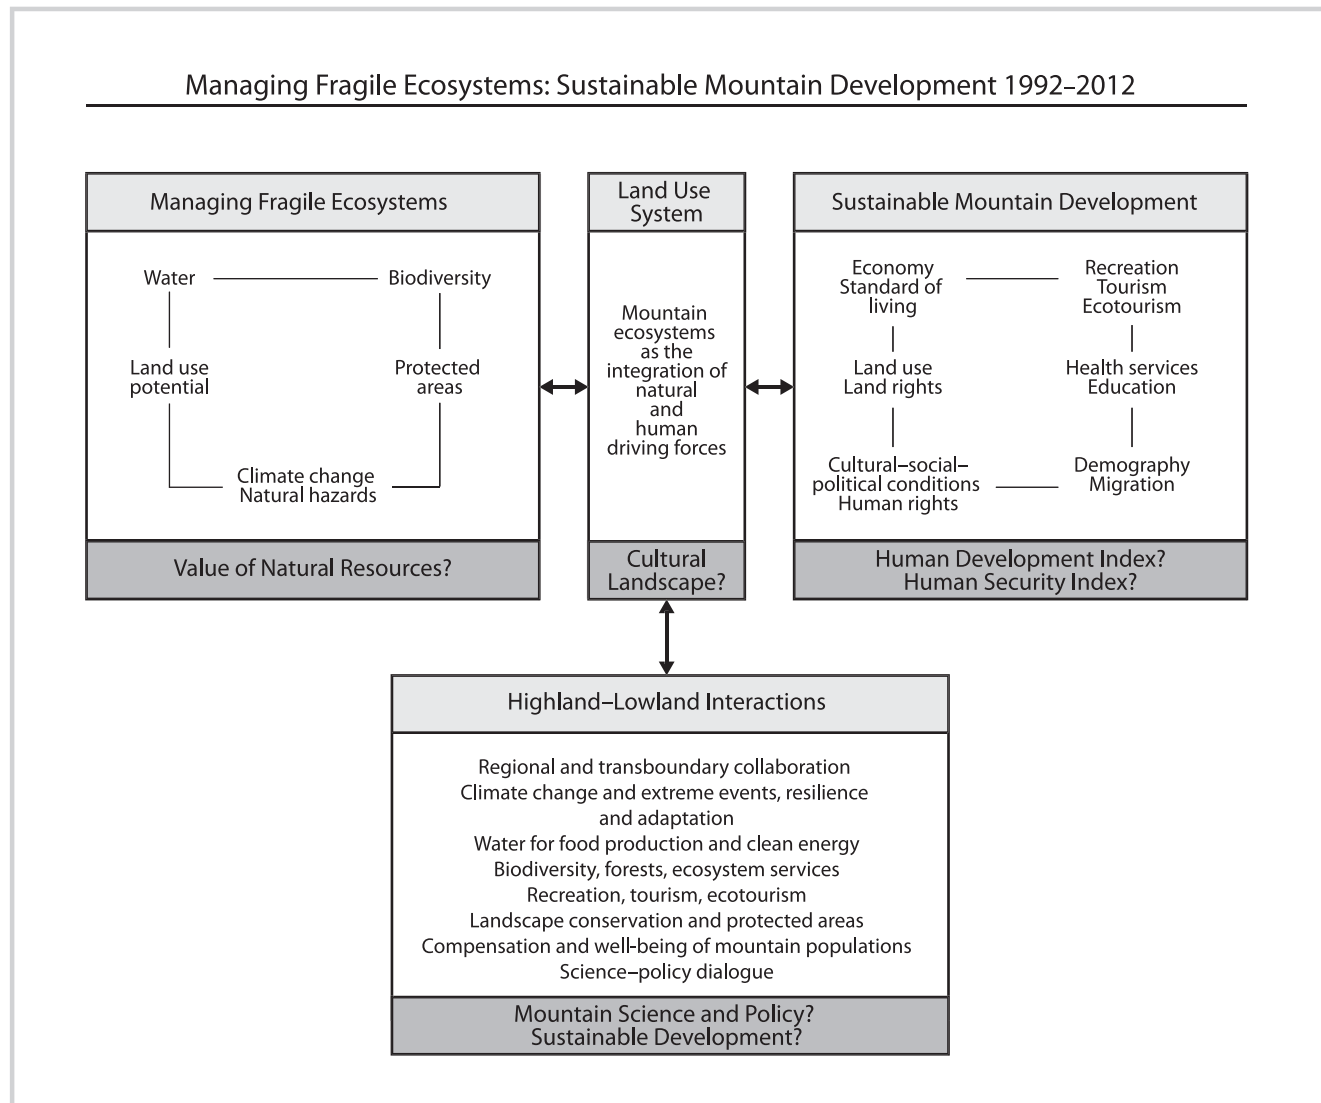 Managing Fragile Ecosystems: Sustainable Mountain Development 1992–2012
Managing Fragile Ecosystems
Water
Biodiversity
Land use
potential
Protected
areas
Climate change
Natural hazards
Value of Natural Resources?
Land Use
System
Mountain
ecosystems
as the
integration of
natural
and
human
driving forces
Cultural
Landscape?
Sustainable Mountain Development
Economy
Standard of
living
Recreation
Tourism
Ecotourism
Land use
Land rights
Health services
Education
Cultural–social–
political conditions
Human rights
Demography
Migration
Human Development Index?
Human Security Index?
Highland–Lowland Interactions
Regional and transboundary collaboration
Climate change and extreme events, resilience
and adaptation
Water for food production and clean energy
Biodiversity, forests, ecosystem services
Recreation, tourism, ecotourism
Landscape conservation and protected areas
Compensation and well-being of mountain populations
Science–policy dialogue
Mountain Science and Policy?
Sustainable Development?